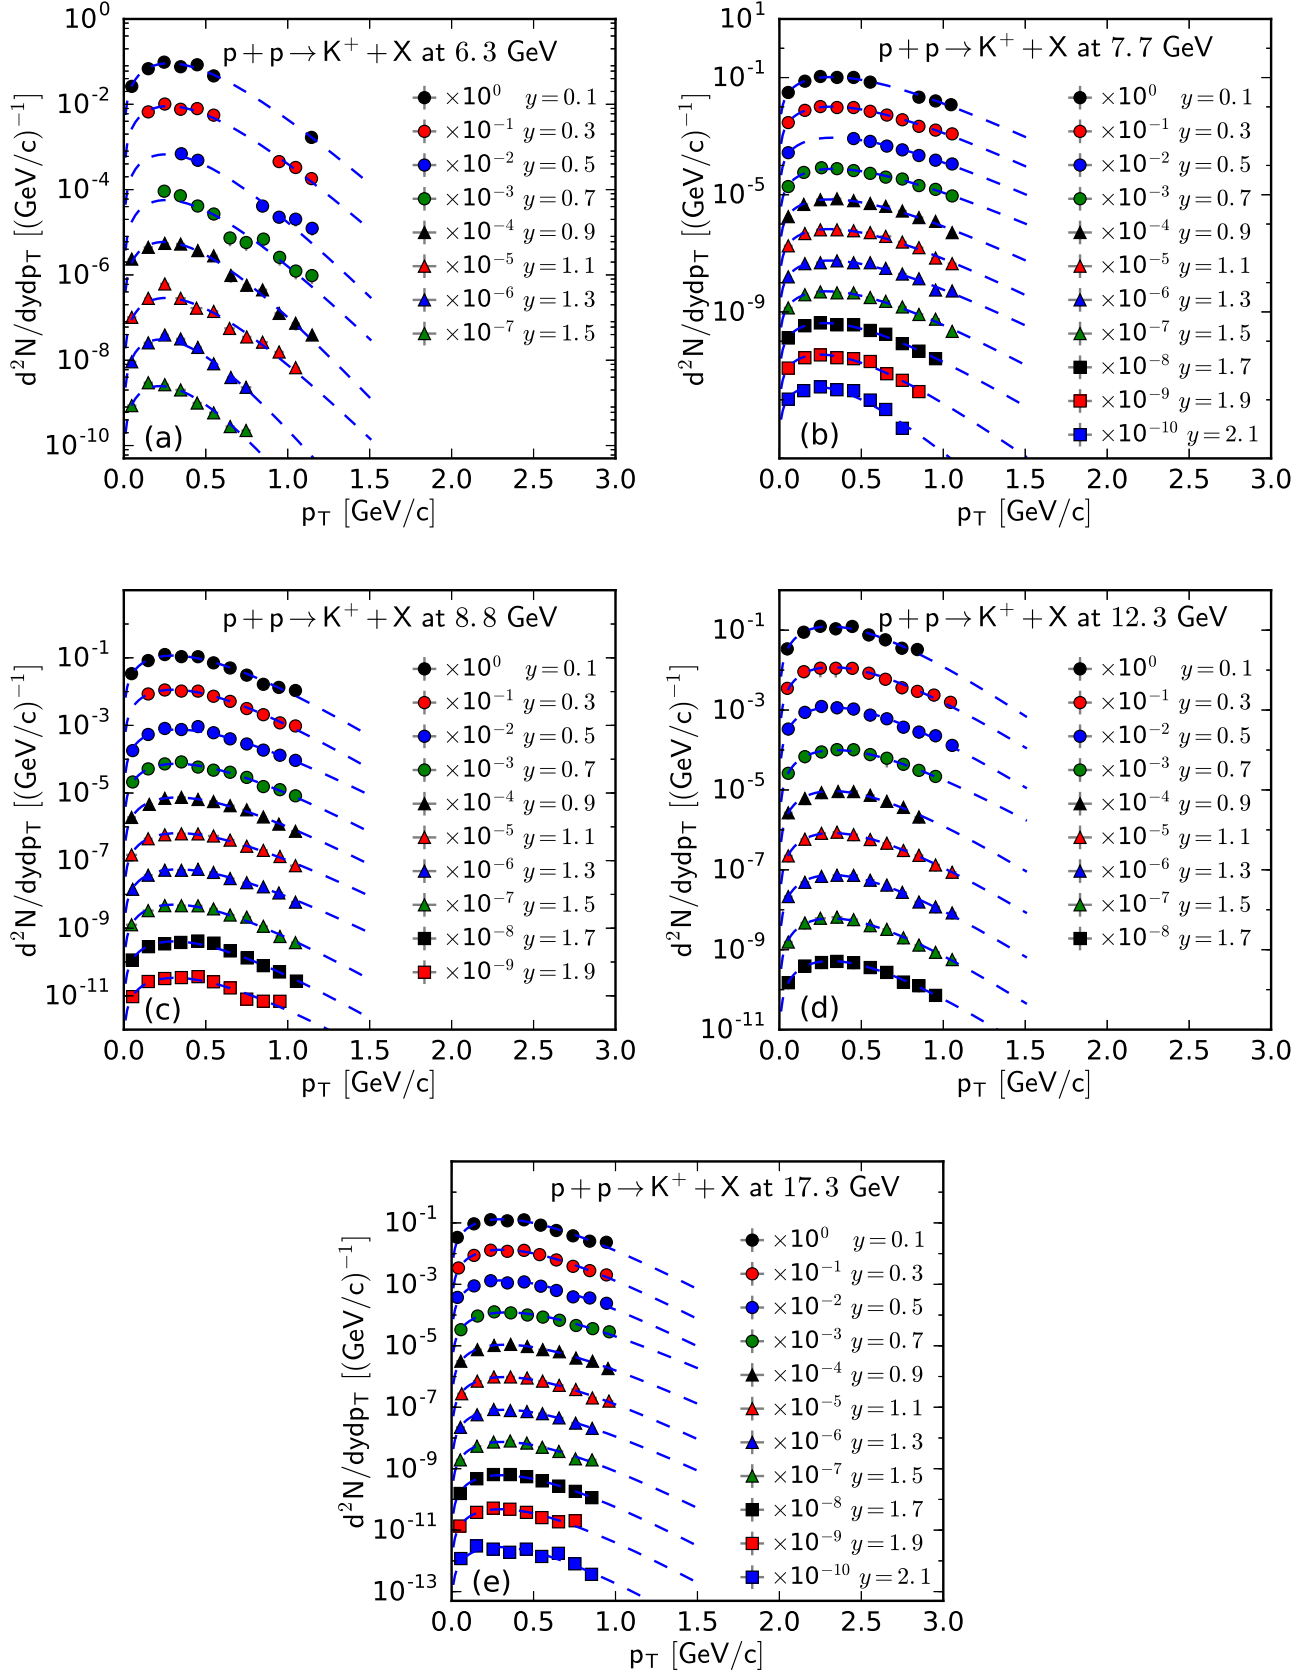 p + p → K⁺ + X at 6.3 GeV
d²N/dydp_T [(GeV/c)⁻¹]
10⁰
10⁻²
10⁻⁴
10⁻⁶
10⁻⁸
10⁻¹⁰
×10⁰ y = 0.1
×10⁻¹ y = 0.3
×10⁻² y = 0.5
×10⁻³ y = 0.7
×10⁻⁴ y = 0.9
×10⁻⁵ y = 1.1
×10⁻⁶ y = 1.3
×10⁻⁷ y = 1.5
(a)
0.0 0.5 1.0 1.5 2.0 2.5 3.0
p_T [GeV/c]
p + p → K⁺ + X at 7.7 GeV
d²N/dydp_T [(GeV/c)⁻¹]
10¹
10⁻¹
10⁻⁵
10⁻⁹
×10⁰ y = 0.1
×10⁻¹ y = 0.3
×10⁻² y = 0.5
×10⁻³ y = 0.7
×10⁻⁴ y = 0.9
×10⁻⁵ y = 1.1
×10⁻⁶ y = 1.3
×10⁻⁷ y = 1.5
×10⁻⁸ y = 1.7
×10⁻⁹ y = 1.9
×10⁻¹⁰ y = 2.1
(b)
0.0 0.5 1.0 1.5 2.0 2.5 3.0
p_T [GeV/c]
p + p → K⁺ + X at 8.8 GeV
d²N/dydp_T [(GeV/c)⁻¹]
10⁻¹
10⁻³
10⁻⁵
10⁻⁷
10⁻⁹
10⁻¹¹
×10⁰ y = 0.1
×10⁻¹ y = 0.3
×10⁻² y = 0.5
×10⁻³ y = 0.7
×10⁻⁴ y = 0.9
×10⁻⁵ y = 1.1
×10⁻⁶ y = 1.3
×10⁻⁷ y = 1.5
×10⁻⁸ y = 1.7
×10⁻⁹ y = 1.9
(c)
0.0 0.5 1.0 1.5 2.0 2.5 3.0
p_T [GeV/c]
p + p → K⁺ + X at 12.3 GeV
d²N/dydp_T [(GeV/c)⁻¹]
10⁻¹
10⁻³
10⁻⁵
10⁻⁷
10⁻⁹
10⁻¹¹
×10⁰ y = 0.1
×10⁻¹ y = 0.3
×10⁻² y = 0.5
×10⁻³ y = 0.7
×10⁻⁴ y = 0.9
×10⁻⁵ y = 1.1
×10⁻⁶ y = 1.3
×10⁻⁷ y = 1.5
×10⁻⁸ y = 1.7
(d)
0.0 0.5 1.0 1.5 2.0 2.5 3.0
p_T [GeV/c]
p + p → K⁺ + X at 17.3 GeV
d²N/dydp_T [(GeV/c)⁻¹]
10⁻¹
10⁻³
10⁻⁵
10⁻⁷
10⁻⁹
10⁻¹¹
10⁻¹³
×10⁰ y = 0.1
×10⁻¹ y = 0.3
×10⁻² y = 0.5
×10⁻³ y = 0.7
×10⁻⁴ y = 0.9
×10⁻⁵ y = 1.1
×10⁻⁶ y = 1.3
×10⁻⁷ y = 1.5
×10⁻⁸ y = 1.7
×10⁻⁹ y = 1.9
×10⁻¹⁰ y = 2.1
(e)
0.0 0.5 1.0 1.5 2.0 2.5 3.0
p_T [GeV/c]